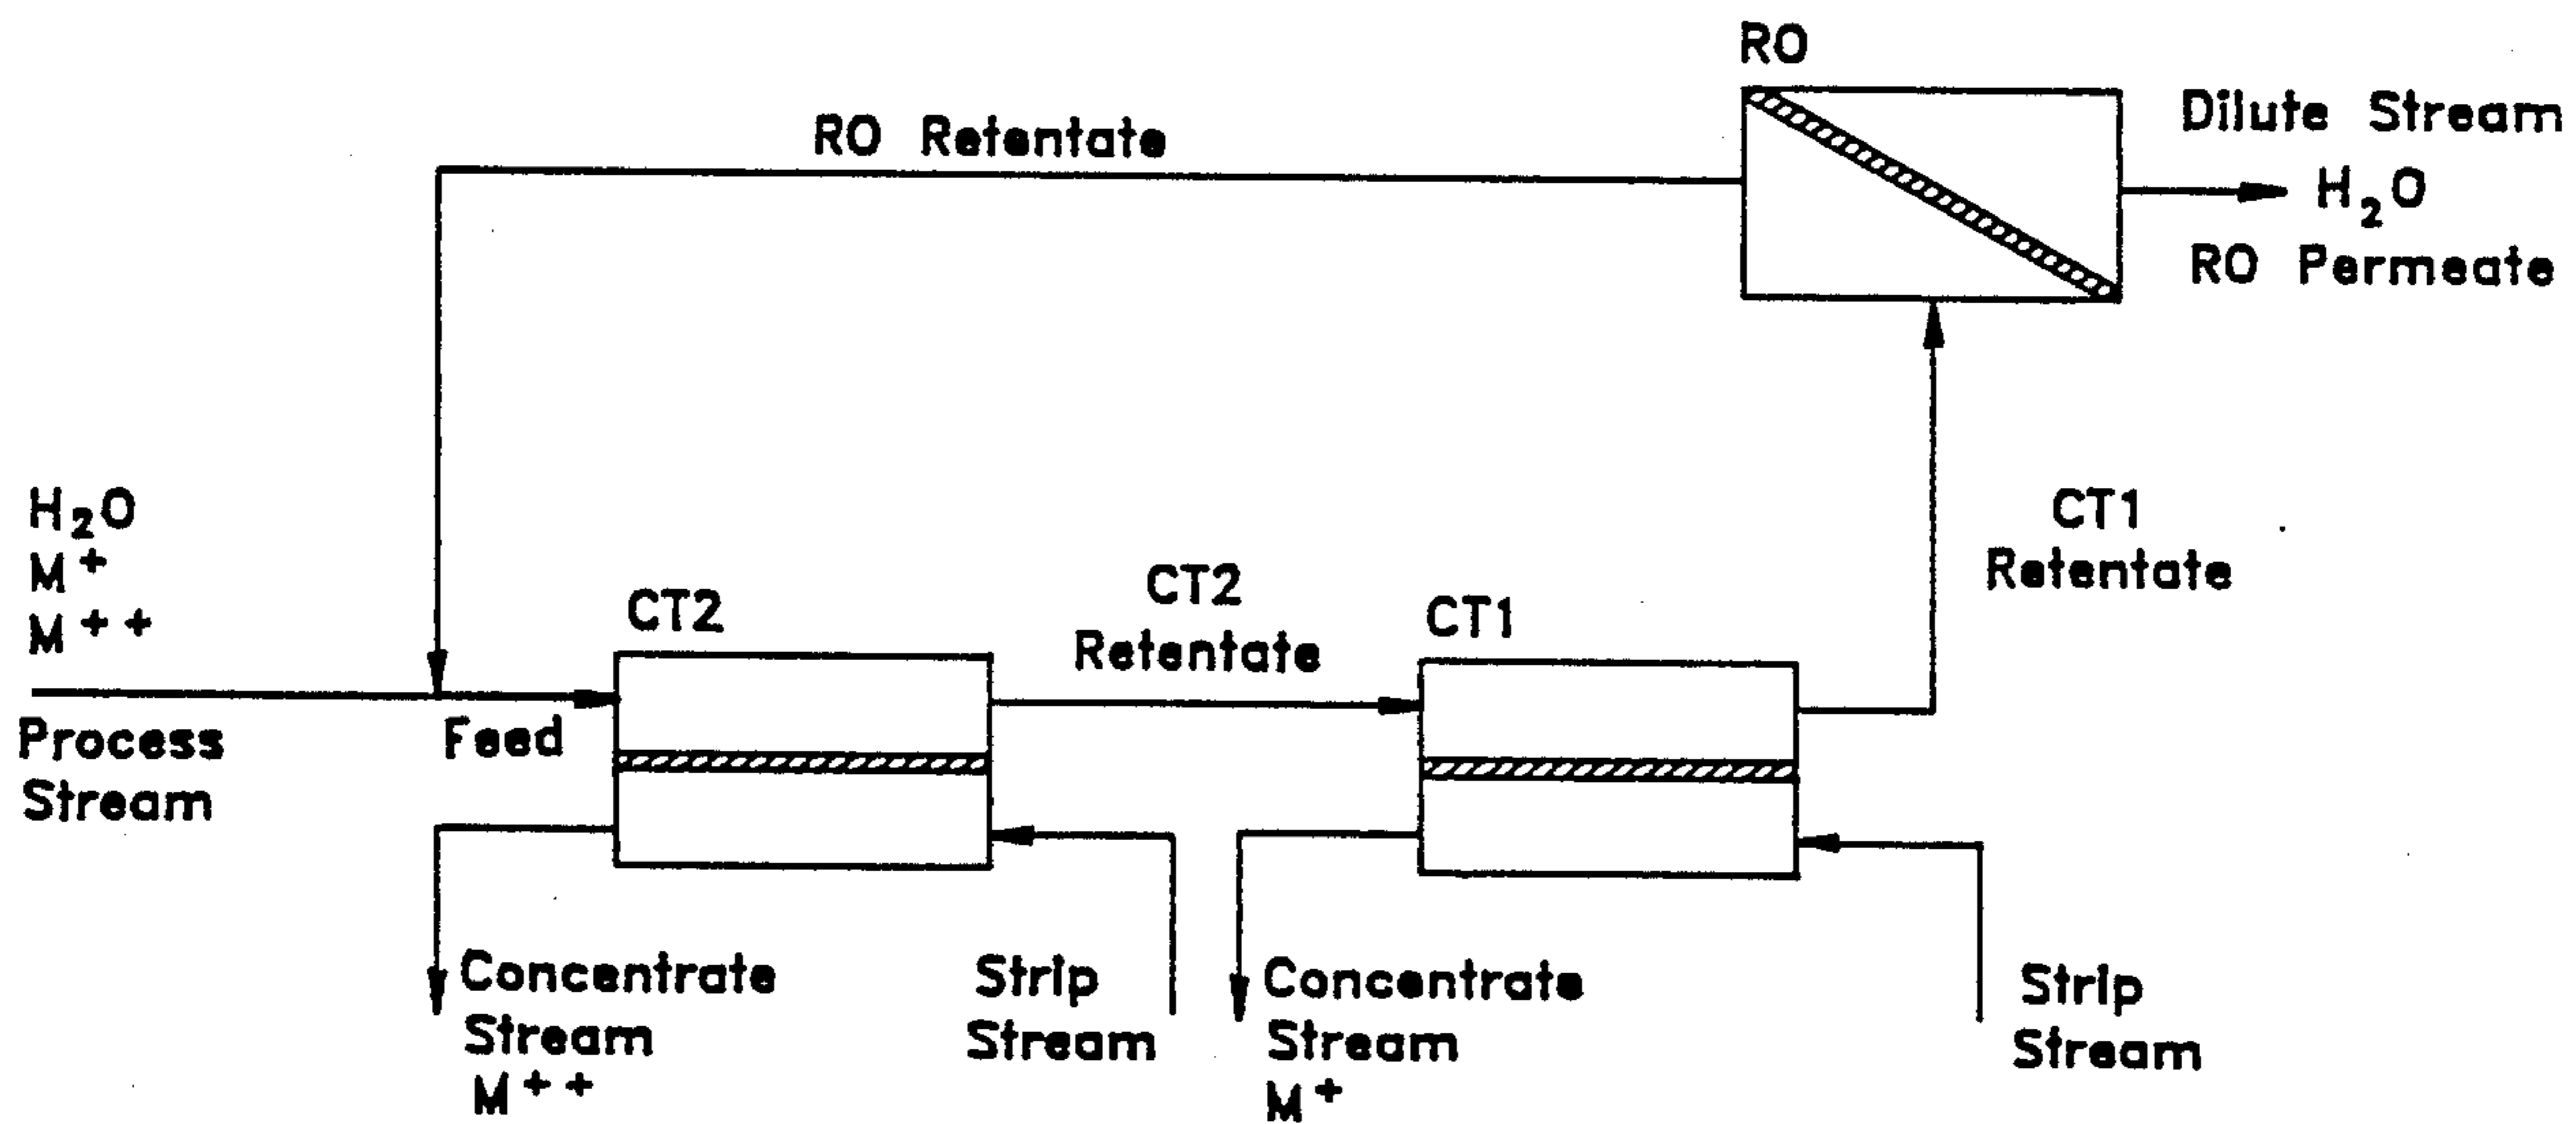 RO
Dilute Stream
RO Retentate
H₂O
RO Permeate
H₂O
M⁺
M⁺⁺
CT1
Retentate
CT2
CT2
Retentate
CT1
Process
Stream
Feed
Concentrate
Stream
M⁺⁺
Strip
Stream
Concentrate
Stream
M⁺
Strip
Stream